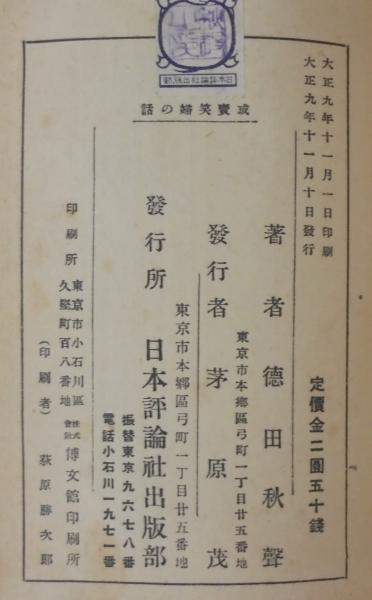 日本評論社出版部
或賣笑婦の話
大正九年十一月一日印刷
大正九年十一月十日發行
定價金二圓五十錢
著者 德田秋聲
東京市本鄕區弓町一丁目廿五番地
發行者 茅原茂
東京市本鄕區弓町一丁目廿五番地
發行所 日本評論社出版部
振替東京九六七八番
電話小石川一九七一番
印刷所 東京市小石川區久堅町百八番地 株式會社 博文館印刷所
(印刷者) 荻原勝次郎